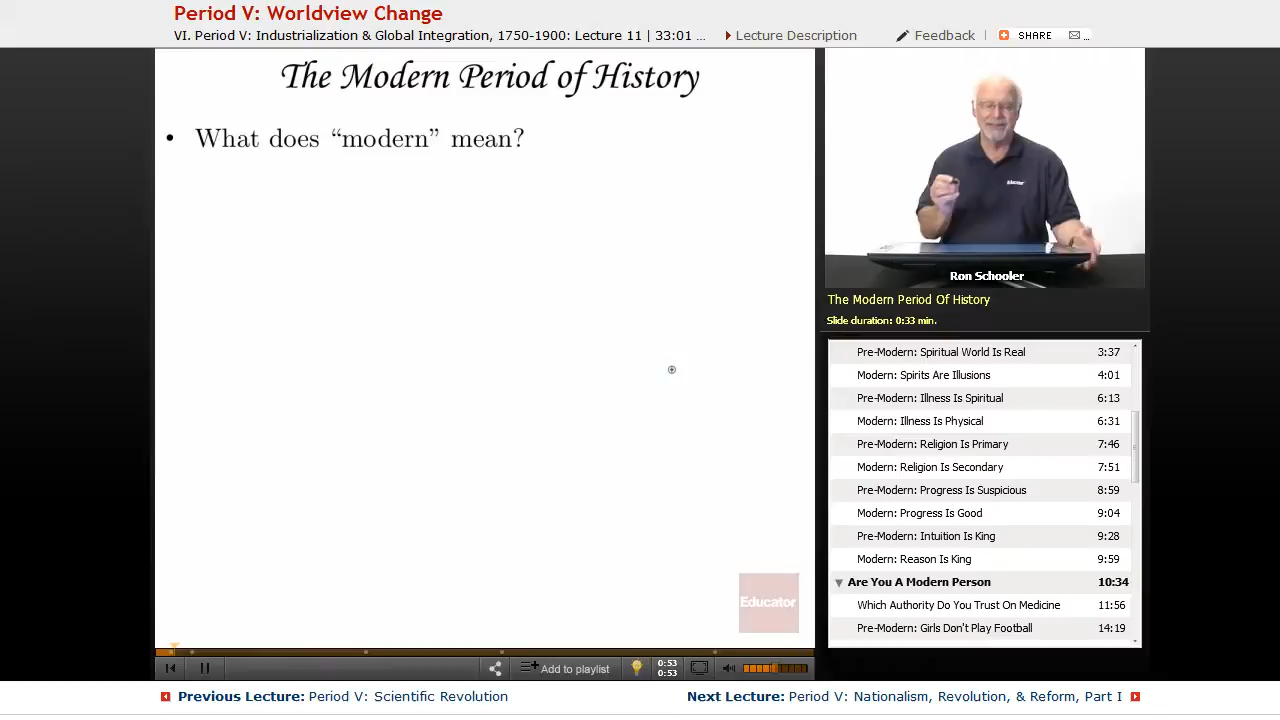 Period V: Worldview Change
VI. Period V: Industrialization & Global Integration, 1750-1900: Lecture 11 | 33:01 ...
Lecture Description
Feedback
SHARE
...
The Modern Period of History
• What does “modern” mean?
Educator
Ron Schooler
The Modern Period Of History
Slide duration: 0:33 min.
Pre-Modern: Spiritual World Is Real 3:37
Modern: Spirits Are Illusions 4:01
Pre-Modern: Illness Is Spiritual 6:13
Modern: Illness Is Physical 6:31
Pre-Modern: Religion Is Primary 7:46
Modern: Religion Is Secondary 7:51
Pre-Modern: Progress Is Suspicious 8:59
Modern: Progress Is Good 9:04
Pre-Modern: Intuition Is King 9:28
Modern: Reason Is King 9:59
Are You A Modern Person 10:34
Which Authority Do You Trust On Medicine 11:56
Pre-Modern: Girls Don't Play Football 14:19
Educator
Add to playlist
0:53
0:53
Previous Lecture: Period V: Scientific Revolution
Next Lecture: Period V: Nationalism, Revolution, & Reform, Part I